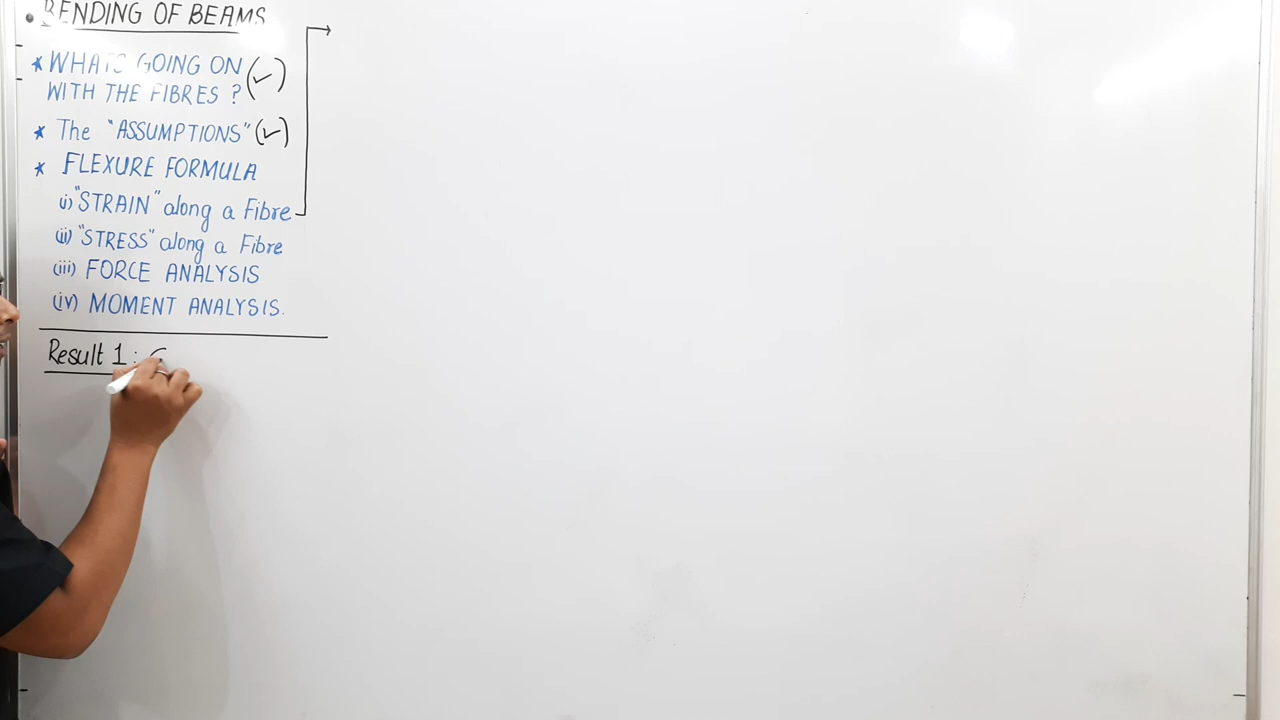 • BENDING OF BEAMS
* WHATS GOING ON
WITH THE FIBRES ? (✓)
* The "ASSUMPTIONS" (✓)
* FLEXURE FORMULA
(i) "STRAIN" along a Fibre
(ii) "STRESS" along a Fibre
(iii) FORCE ANALYSIS
(iv) MOMENT ANALYSIS.
Result 1 :